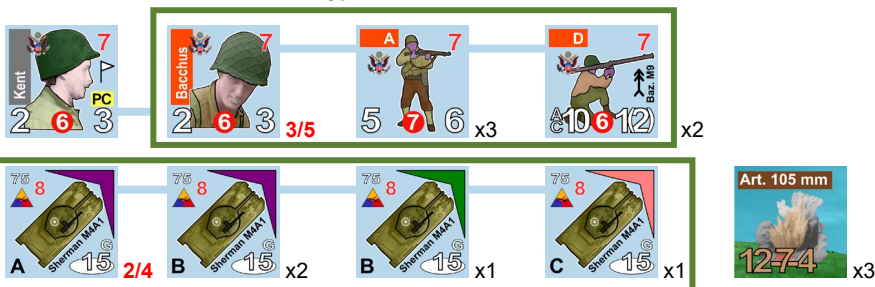 Kent 7 PC 2 6 3
Bacchus 7 2 6 3
3/5
A 7 5 7 6
x3
D 7 Baz. M9 A C 10 6 1(2)
x2
75 8 Sherman M4A1 G A 15
2/4
75 8 Sherman M4A1 G B 15
x2
75 8 Sherman M4A1 G B 15
x1
75 8 Sherman M4A1 G C 15
x1
Art. 105 mm
12-7-4
x3